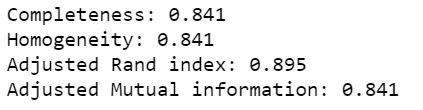 Completeness: 0.841
Homogeneity: 0.841
Adjusted Rand index: 0.895
Adjusted Mutual information: 0.841